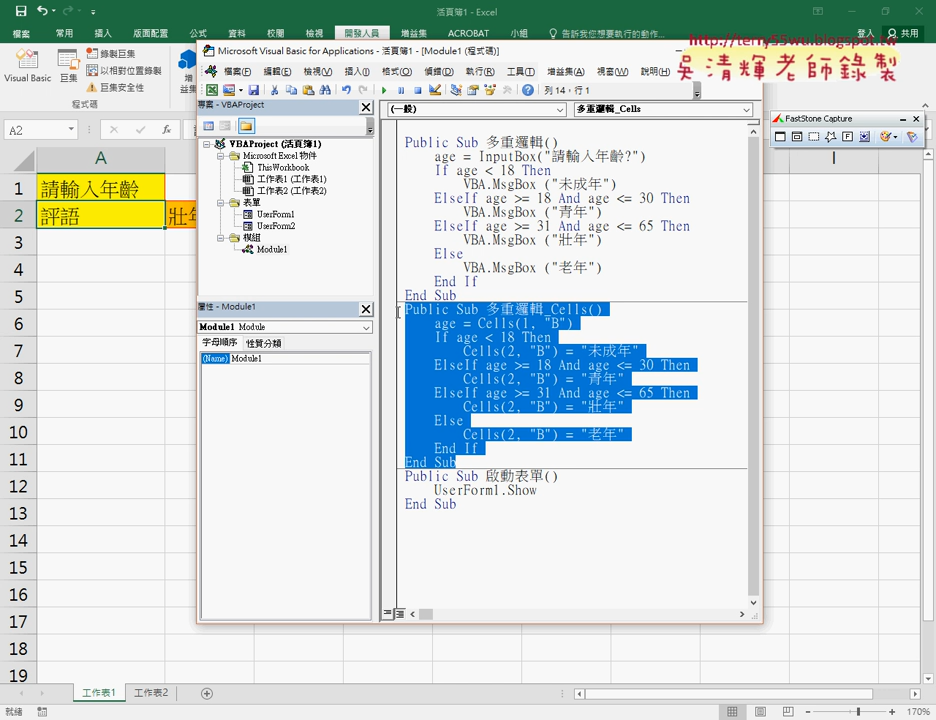 活頁簿1 - Excel
檔案 常用 插入 版面配置 公式 資料 校閱 檢視 開發人員 增益集 ACROBAT 小組 告訴我您想要執行的動作... 登入 共用
http://terry55wu.blogspot.tw
吳清輝老師錄製
Visual Basic 巨集 錄製巨集
以相對位置錄製
巨集安全性
程式碼
增
益集
Microsoft Visual Basic for Applications - 活頁簿1 - [Module1 (程式碼)]
檔案(F) 編輯(E) 檢視(V) 插入(I) 格式(O) 偵錯(D) 執行(R) 工具(T) 增益集(A) 視窗(W) 說明(H)
列 14，行 1
FastStone Capture
專案 - VBAProject
VBAProject (活頁簿1)
Microsoft Excel 物件
ThisWorkbook
工作表1 (工作表1)
工作表2 (工作表2)
表單
UserForm1
UserForm2
模組
Module1
屬性 - Module1
Module1 Module
字母順序 性質分類
(Name) Module1
(一般) 多重邏輯_Cells
Public Sub 多重邏輯()
age = InputBox("請輸入年齡?")
If age < 18 Then
VBA.MsgBox ("未成年")
ElseIf age >= 18 And age <= 30 Then
VBA.MsgBox ("青年")
ElseIf age >= 31 And age <= 65 Then
VBA.MsgBox ("壯年")
Else
VBA.MsgBox ("老年")
End If
End Sub
Public Sub 多重邏輯_Cells()
age = Cells(1, "B")
If age < 18 Then
Cells(2, "B") = "未成年"
ElseIf age >= 18 And age <= 30 Then
Cells(2, "B") = "青年"
ElseIf age >= 31 And age <= 65 Then
Cells(2, "B") = "壯年"
Else
Cells(2, "B") = "老年"
End If
End Sub
Public Sub 啟動表單()
UserForm1.Show
End Sub
A2
fx
A I
1 請輸入年齡
2 評語 壯年
3
4
5
6
7
8
9
10
11
12
13
14
15
16
17
18
19
工作表1 工作表2
就緒 170%